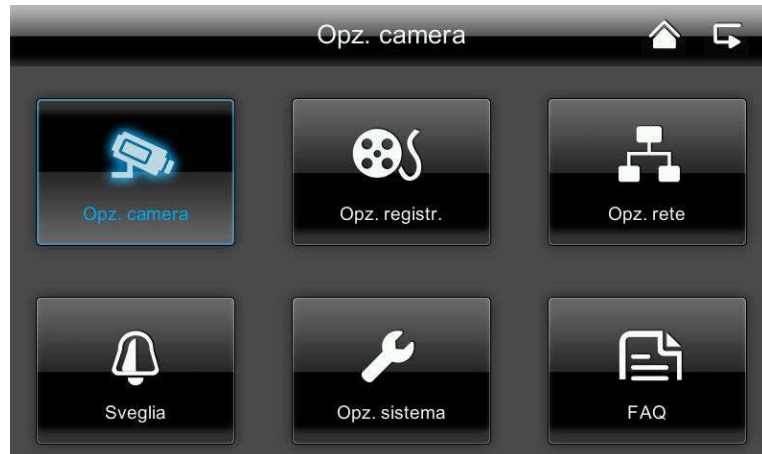 Opz. camera
Opz. camera
Opz. registr.
Opz. rete
Sveglia
Opz. sistema
FAQ